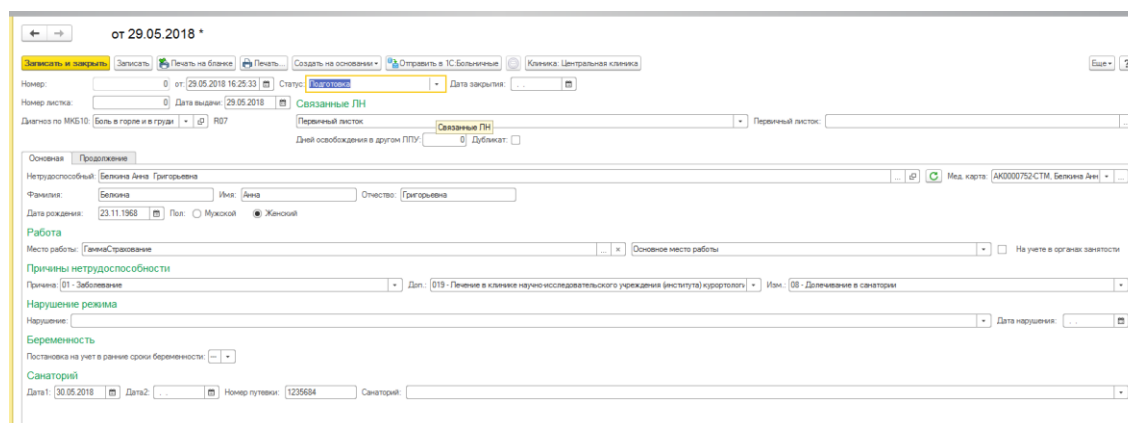 от 29.05.2018 *
Записать и закрыть Записать Печать на бланке Печать... Создать на основании Отправить в 1С:Больничные Клиника: Центральная клиника Еще ?
Номер: 0 от: 29.05.2018 16:25:33 Статус: Подготовка Дата закрытия: . .
Номер листка: 0 Дата выдачи: 29.05.2018 Связанные ЛН
Диагноз по МКБ10: Боль в горле и в груди R07 Первичный листок Первичный листок:
Связанные ЛН
Дней освобождения в другом ЛПУ: 0 Дубликат:
Основная Продолжение
Нетрудоспособный: Белкина Анна Григорьевна ... Мед. карта: АК0000752-СТМ, Белкина Анн ...
Фамилия: Белкина Имя: Анна Отчество: Григорьевна
Дата рождения: 23.11.1968 Пол: Мужской Женский
Работа
Место работы: ГаммаСтрахование ... × Основное место работы На учете в органах занятости
Причины нетрудоспособности
Причина: 01 - Заболевание Доп.: 019 - Лечение в клинике научно-исследовательского учреждения (института) курортологи Изм.: 08 - Долечивание в санатории
Нарушение режима
Нарушение: Дата нарушения: . .
Беременность
Постановка на учет в ранние сроки беременности: —
Санаторий
Дата1: 30.05.2018 Дата2: . . Номер путевки: 1235684 Санаторий: